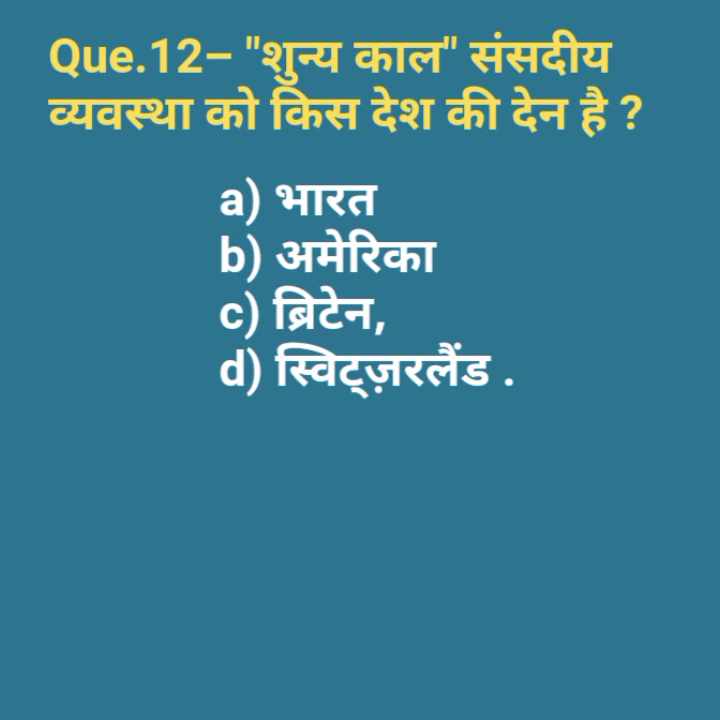 Que.12– "शुन्य काल" संसदीय
व्यवस्था को किस देश की देन है ?
a) भारत
b) अमेरिका
c) ब्रिटेन,
d) स्विट्ज़रलैंड .